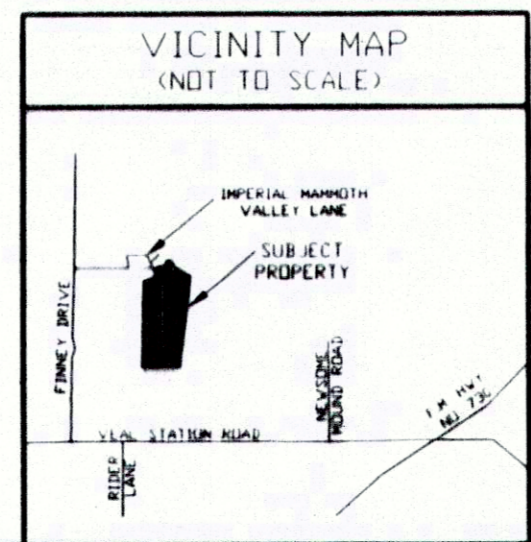 VICINITY MAP
(NOT TO SCALE)
IMPERIAL MAMMOTH
VALLEY LANE
SUBJECT
PROPERTY
FINNEY DRIVE
NEWSOME
MOUND ROAD
F.M. HWY
NO. 730
VEAL STATION ROAD
RIDER
LANE